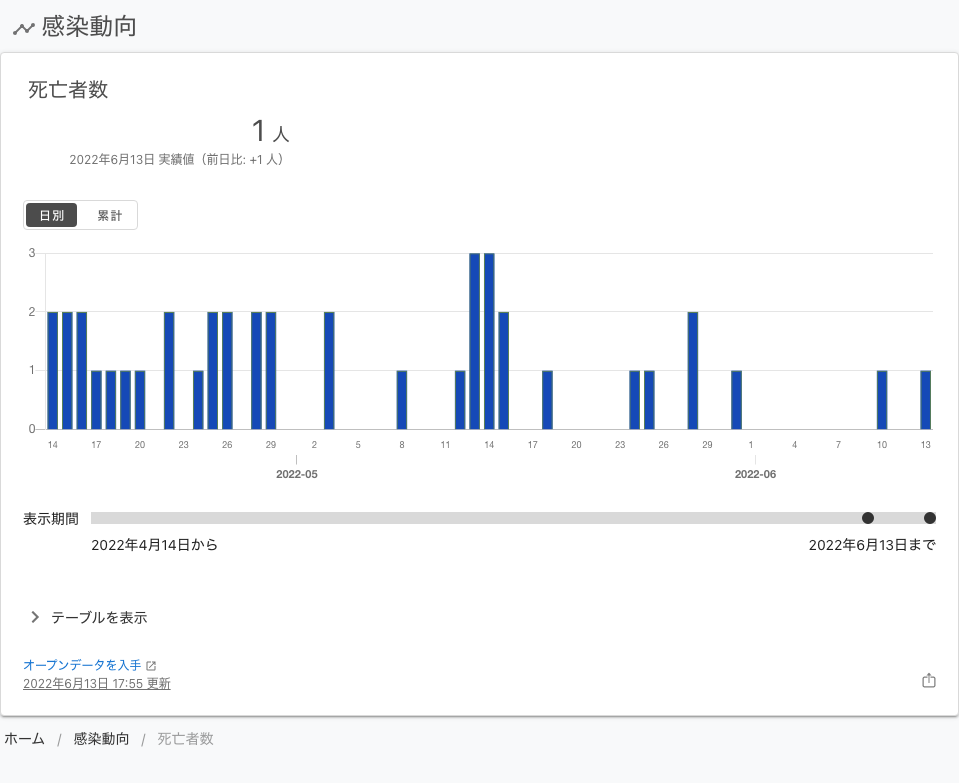 感染動向
死亡者数
1 人
2022年6月13日 実績値（前日比: +1 人）
日別 累計
3
2
1
0
14 17 20 23 26 29 2 5 8 11 14 17 20 23 26 29 1 4 7 10 13
2022-05 2022-06
表示期間
2022年4月14日から 2022年6月13日まで
テーブルを表示
オープンデータを入手
2022年6月13日 17:55 更新
ホーム / 感染動向 / 死亡者数